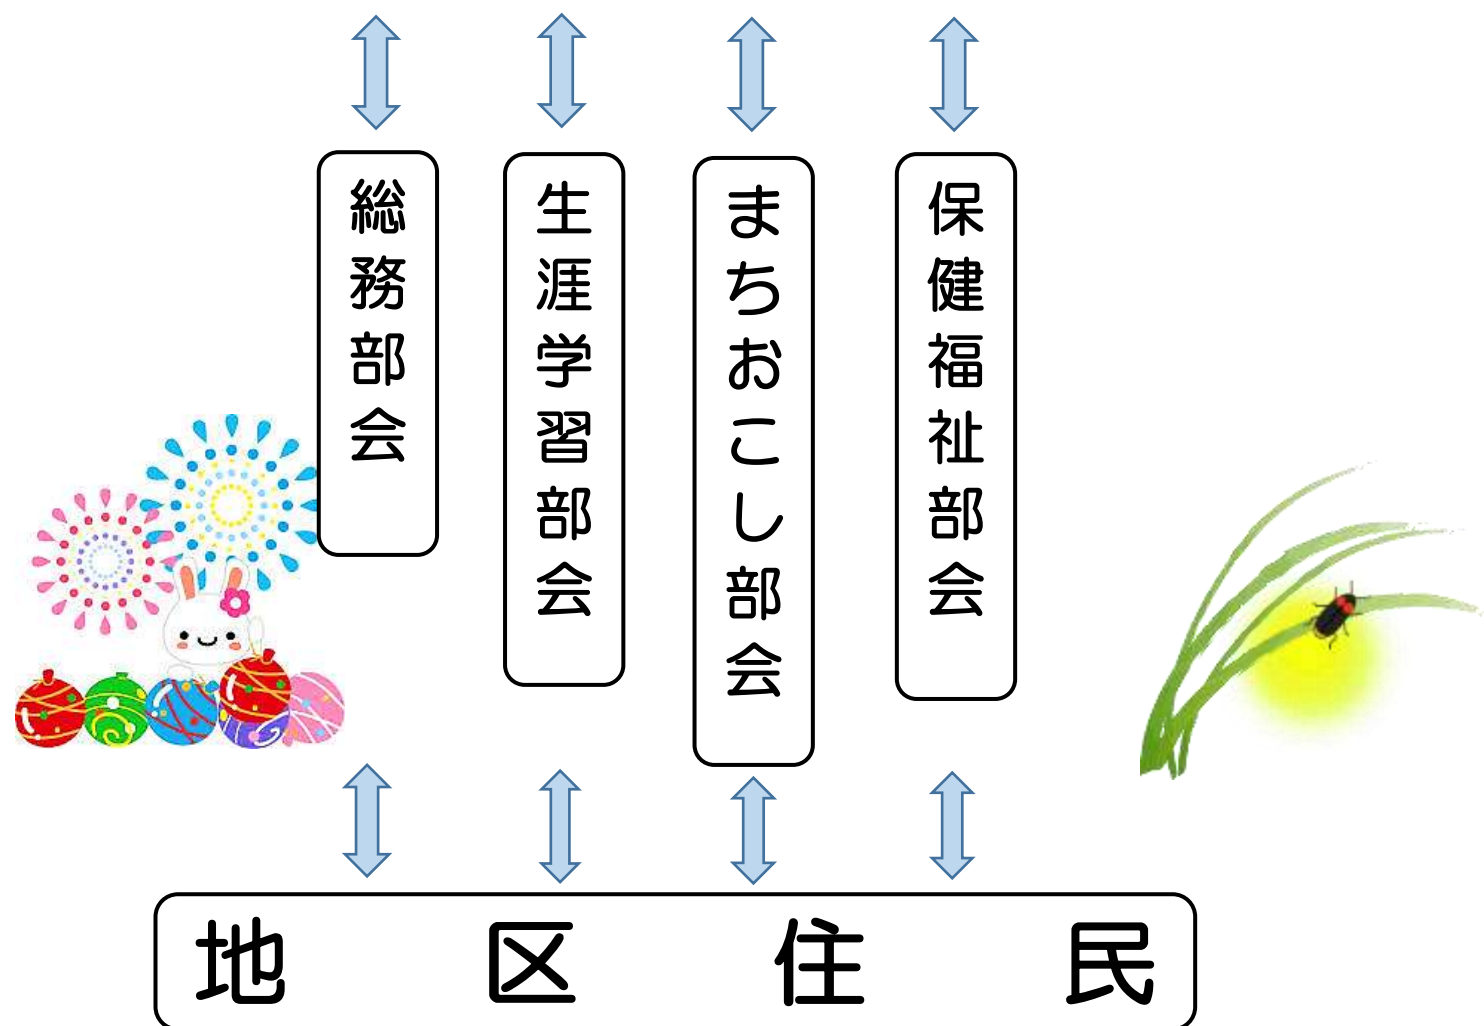 総務部会
生涯学習部会
まちおこし部会
保健福祉部会
地区住民